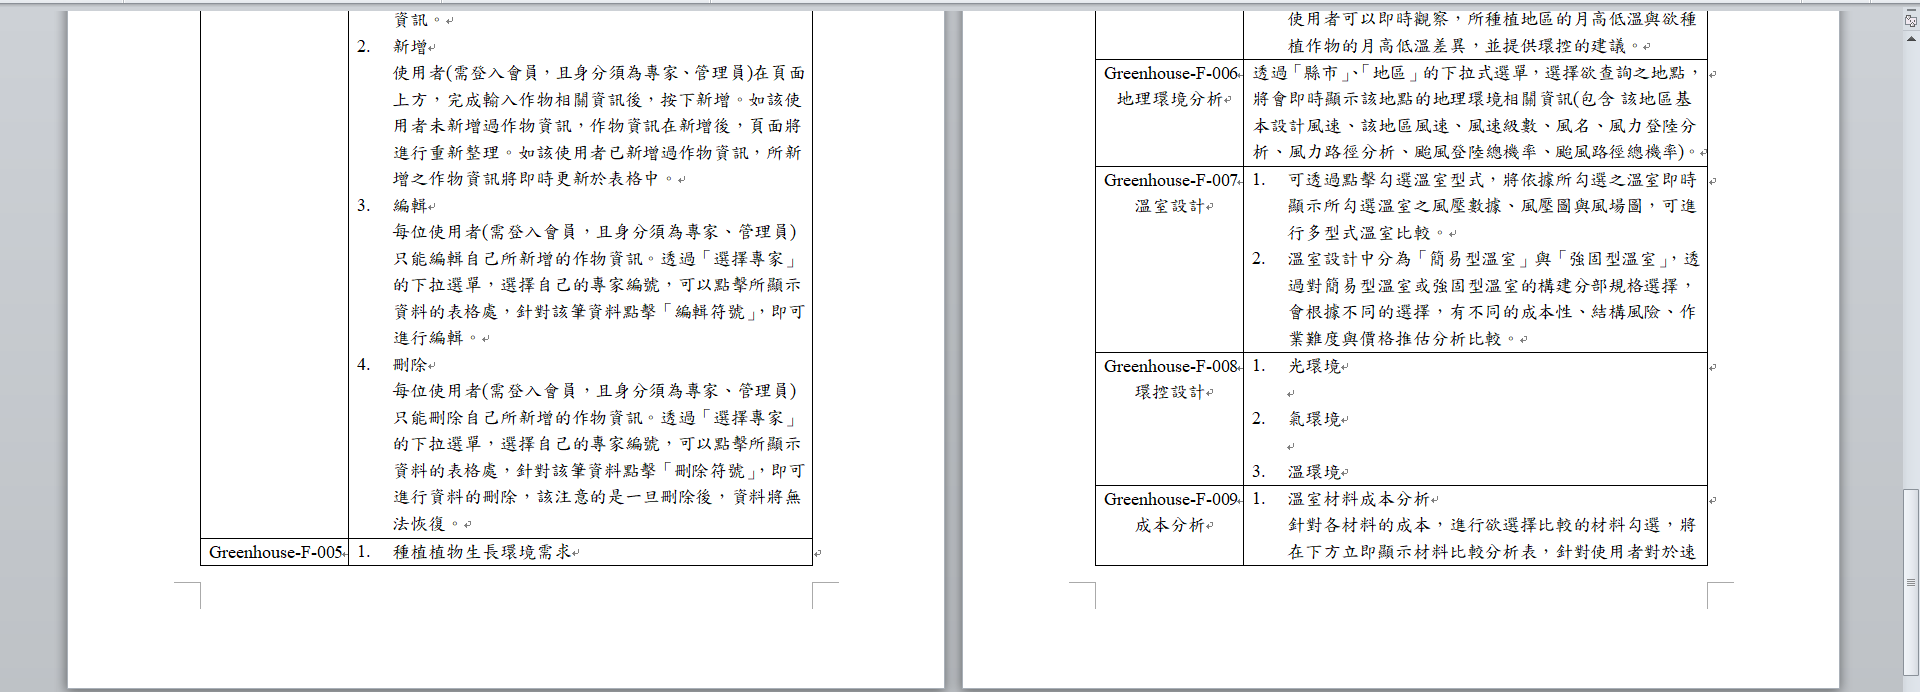 資訊。
2. 新增
使用者(需登入會員，且身分須為專家、管理員)在頁面
上方，完成輸入作物相關資訊後，按下新增。如該使
用者未新增過作物資訊，作物資訊在新增後，頁面將
進行重新整理。如該使用者已新增過作物資訊，所新
增之作物資訊將即時更新於表格中。
3. 編輯
每位使用者(需登入會員，且身分須為專家、管理員)
只能編輯自己所新增的作物資訊。透過「選擇專家」
的下拉選單，選擇自己的專家編號，可以點擊所顯示
資料的表格處，針對該筆資料點擊「編輯符號」，即可
進行編輯。
4. 刪除
每位使用者(需登入會員，且身分須為專家、管理員)
只能刪除自己所新增的作物資訊。透過「選擇專家」
的下拉選單，選擇自己的專家編號，可以點擊所顯示
資料的表格處，針對該筆資料點擊「刪除符號」，即可
進行資料的刪除，該注意的是一旦刪除後，資料將無
法恢復。
Greenhouse-F-005
1. 種植植物生長環境需求
使用者可以即時觀察，所種植地區的月高低溫與欲種
植作物的月高低溫差異，並提供環控的建議。
Greenhouse-F-006
地理環境分析
透過「縣市」、「地區」的下拉式選單，選擇欲查詢之地點，
將會即時顯示該地點的地理環境相關資訊(包含 該地區基
本設計風速、該地區風速、風速級數、風名、風力登陸分
析、風力路徑分析、颱風登陸總機率、颱風路徑總機率)。
Greenhouse-F-007
溫室設計
1. 可透過點擊勾選溫室型式，將依據所勾選之溫室即時
顯示所勾選溫室之風壓數據、風壓圖與風場圖，可進
行多型式溫室比較。
2. 溫室設計中分為「簡易型溫室」與「強固型溫室」，透
過對簡易型溫室或強固型溫室的構建分部規格選擇，
會根據不同的選擇，有不同的成本性、結構風險、作
業難度與價格推估分析比較。
Greenhouse-F-008
環控設計
1. 光環境
2. 氣環境
3. 溫環境
Greenhouse-F-009
成本分析
1. 溫室材料成本分析
針對各材料的成本，進行欲選擇比較的材料勾選，將
在下方立即顯示材料比較分析表，針對使用者對於速